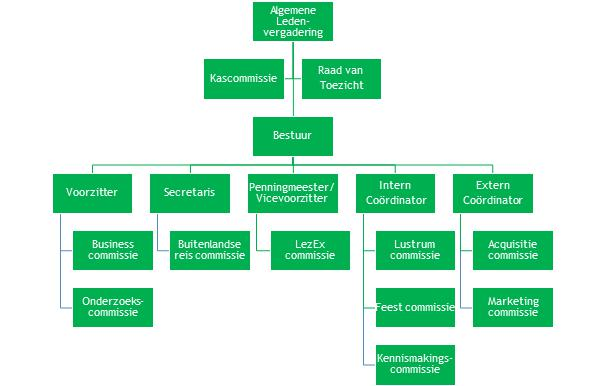 Algemene
Leden-
vergadering
Kascommissie
Raad van
Toezicht
Bestuur
Voorzitter
Secretaris
Penningmeester/
Vicevoorzitter
Intern
Coördinator
Extern
Coördinator
Business
commissie
Buitenlandse
reis commissie
LezEx
commissie
Lustrum
commissie
Acquisitie
commissie
Onderzoeks-
commissie
Feest commissie
Marketing
commissie
Kennismakings-
commissie